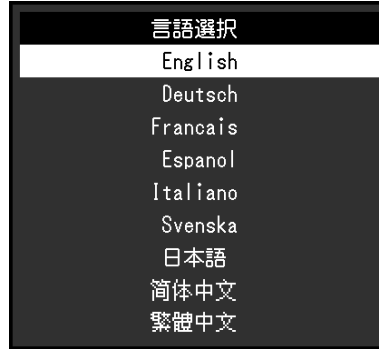 言語選択
English
Deutsch
Francais
Espanol
Italiano
Svenska
日本語
简体中文
繁體中文